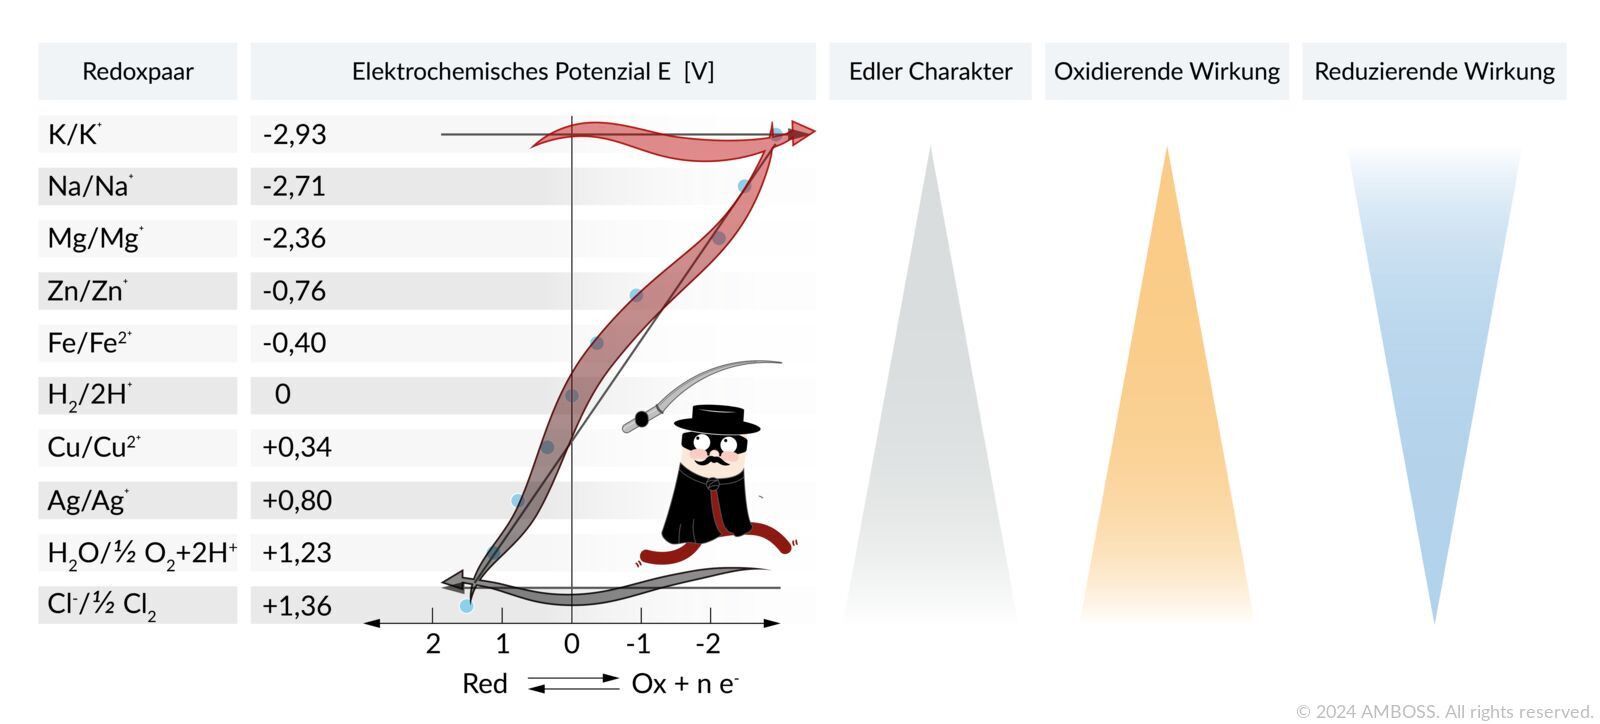 Redoxpaar Elektrochemisches Potenzial E [V] Edler Charakter Oxidierende Wirkung Reduzierende Wirkung
K/K⁺ -2,93
Na/Na⁺ -2,71
Mg/Mg⁺ -2,36
Zn/Zn⁺ -0,76
Fe/Fe²⁺ -0,40
H₂/2H⁺ 0
Cu/Cu²⁺ +0,34
Ag/Ag⁺ +0,80
H₂O/½ O₂+2H⁺ +1,23
Cl⁻/½ Cl₂ +1,36
2 1 0 -1 -2
Red ⇌ Ox + n e⁻
© 2024 AMBOSS. All rights reserved.